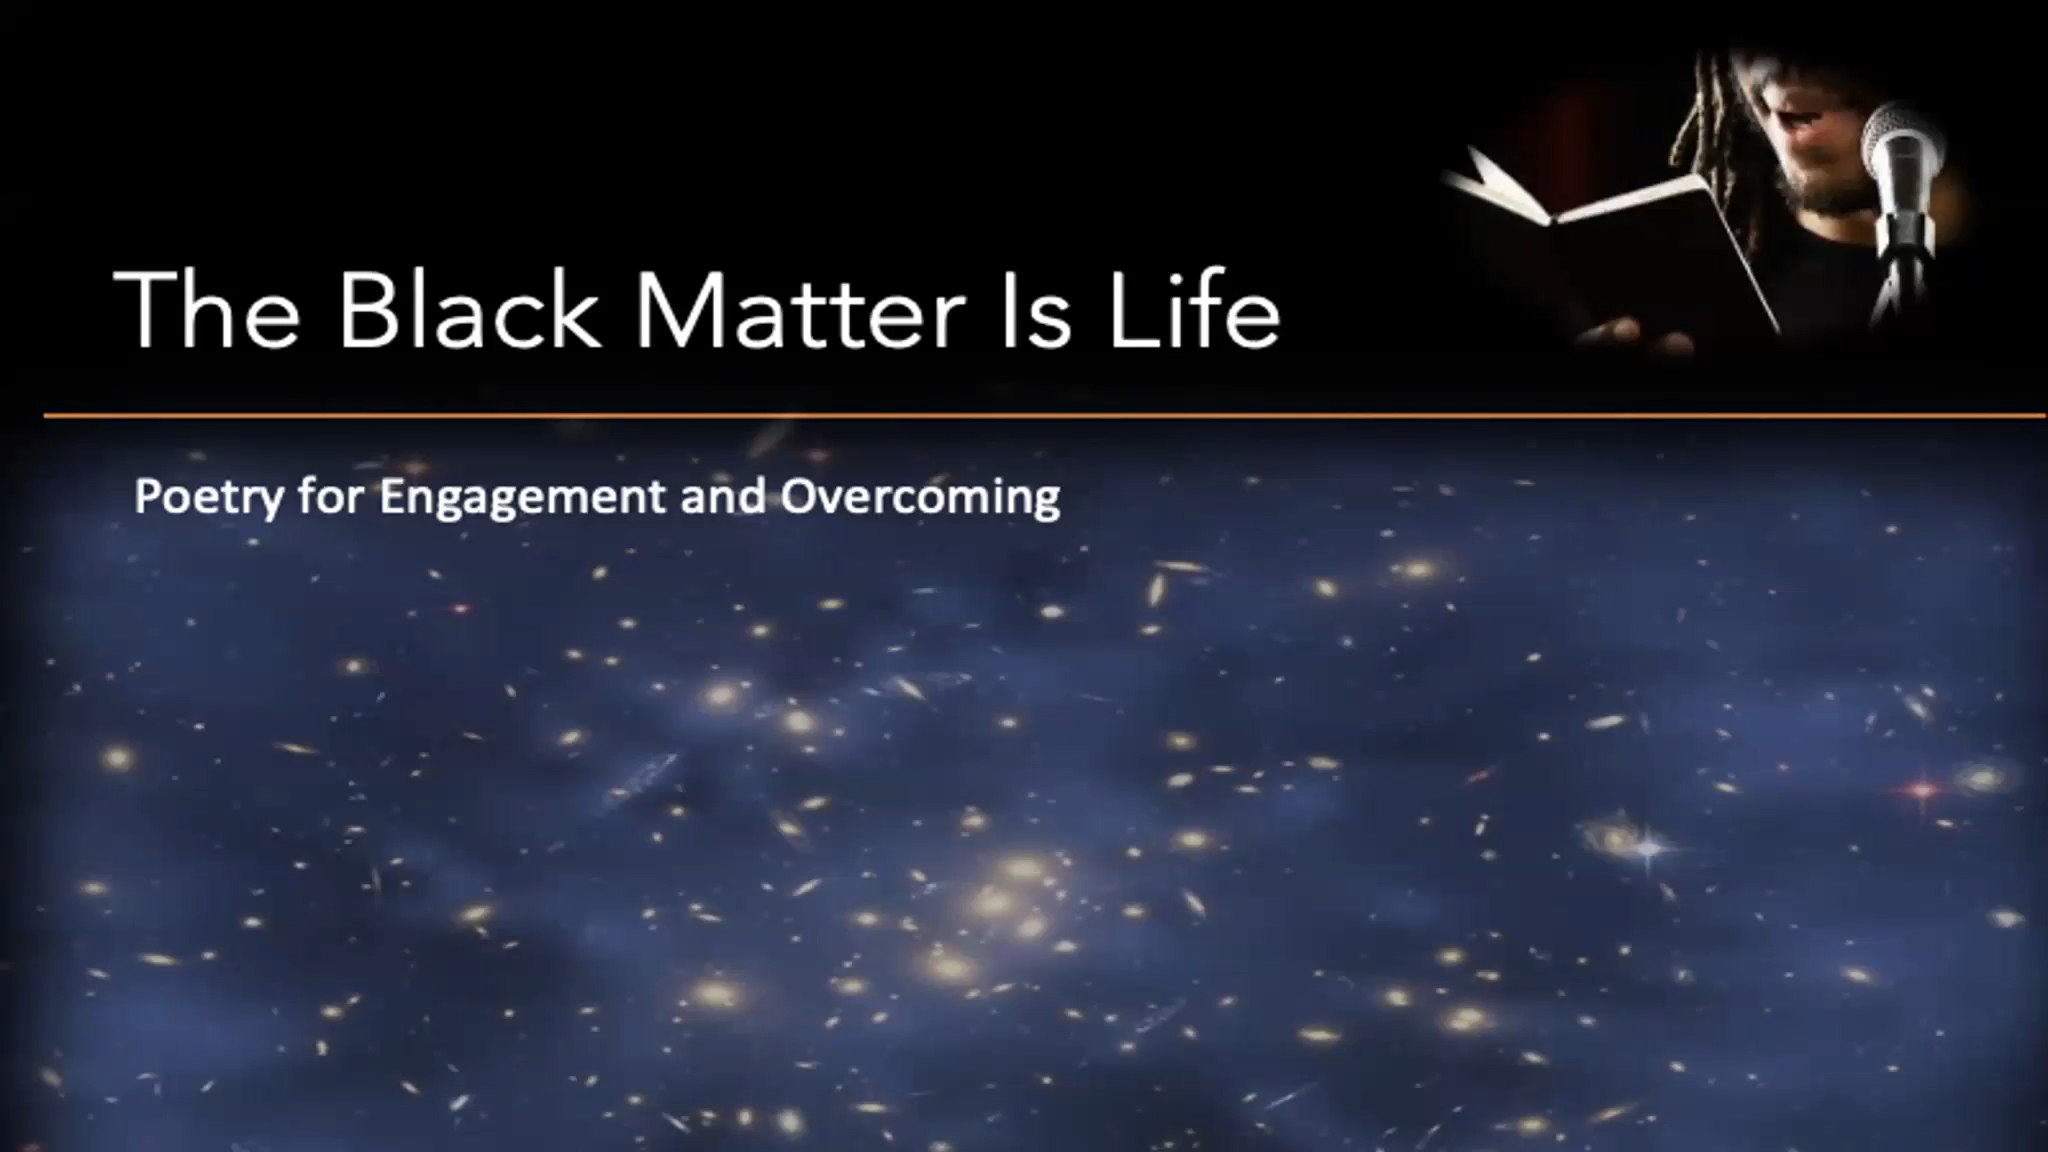 The Black Matter Is Life
Poetry for Engagement and Overcoming